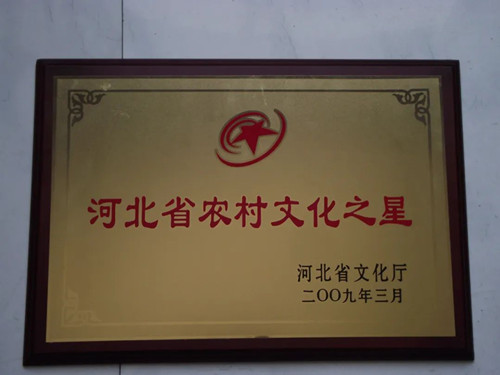 河北省农村文化之星
河北省文化厅
二〇〇九年三月